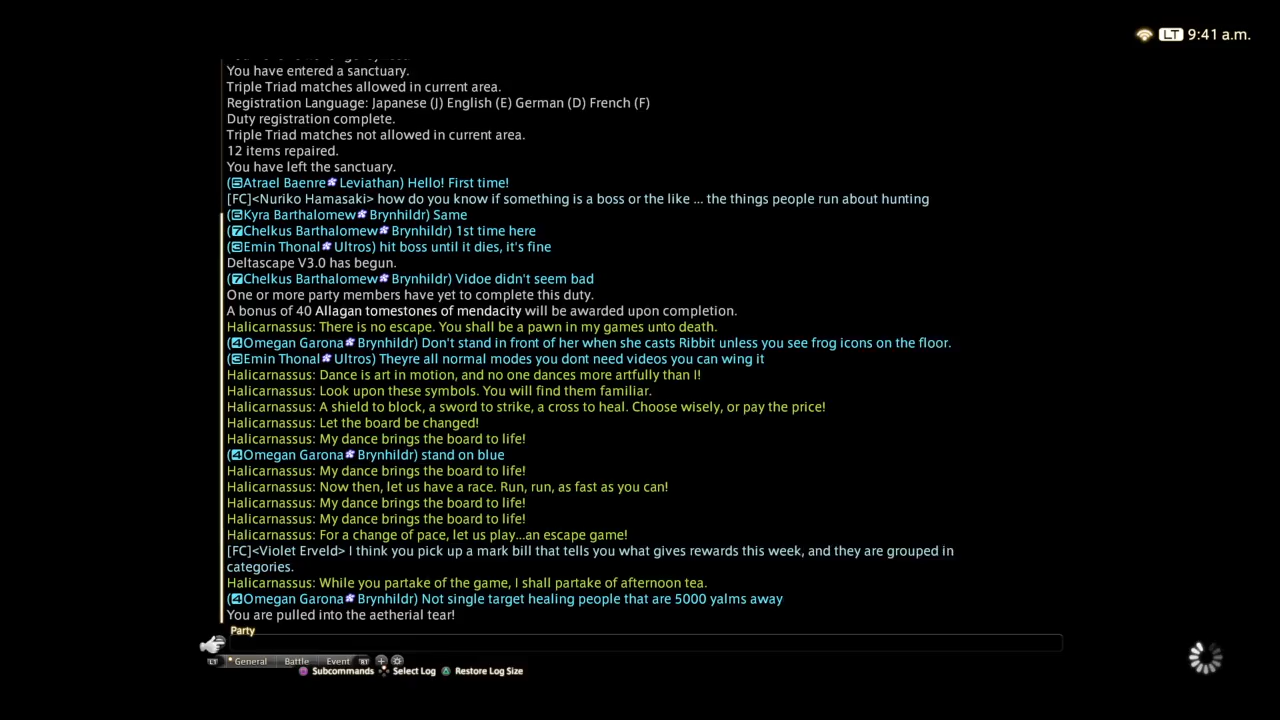 LT 9:41 a.m.
You have entered a sanctuary.
Triple Triad matches allowed in current area.
Registration Language: Japanese (J) English (E) German (D) French (F)
Duty registration complete.
Triple Triad matches not allowed in current area.
12 items repaired.
You have left the sanctuary.
(5Atrael Baenre Leviathan) Hello! First time!
[FC]<Nuriko Hamasaki> how do you know if something is a boss or the like ... the things people run about hunting
(6Kyra Barthalomew Brynhildr) Same
(7Chelkus Barthalomew Brynhildr) 1st time here
(3Emin Thonal Ultros) hit boss until it dies, it's fine
Deltascape V3.0 has begun.
(7Chelkus Barthalomew Brynhildr) Vidoe didn't seem bad
One or more party members have yet to complete this duty.
A bonus of 40 Allagan tomestones of mendacity will be awarded upon completion.
Halicarnassus: There is no escape. You shall be a pawn in my games unto death.
(4Omegan Garona Brynhildr) Don't stand in front of her when she casts Ribbit unless you see frog icons on the floor.
(3Emin Thonal Ultros) Theyre all normal modes you dont need videos you can wing it
Halicarnassus: Dance is art in motion, and no one dances more artfully than I!
Halicarnassus: Look upon these symbols. You will find them familiar.
Halicarnassus: A shield to block, a sword to strike, a cross to heal. Choose wisely, or pay the price!
Halicarnassus: Let the board be changed!
Halicarnassus: My dance brings the board to life!
(4Omegan Garona Brynhildr) stand on blue
Halicarnassus: My dance brings the board to life!
Halicarnassus: Now then, let us have a race. Run, run, as fast as you can!
Halicarnassus: My dance brings the board to life!
Halicarnassus: My dance brings the board to life!
Halicarnassus: For a change of pace, let us play...an escape game!
[FC]<Violet Erveld> I think you pick up a mark bill that tells you what gives rewards this week, and they are grouped in
categories.
Halicarnassus: While you partake of the game, I shall partake of afternoon tea.
(4Omegan Garona Brynhildr) Not single target healing people that are 5000 yalms away
You are pulled into the aetherial tear!
Party
LT General Battle Event RT
Subcommands Select Log Restore Log Size